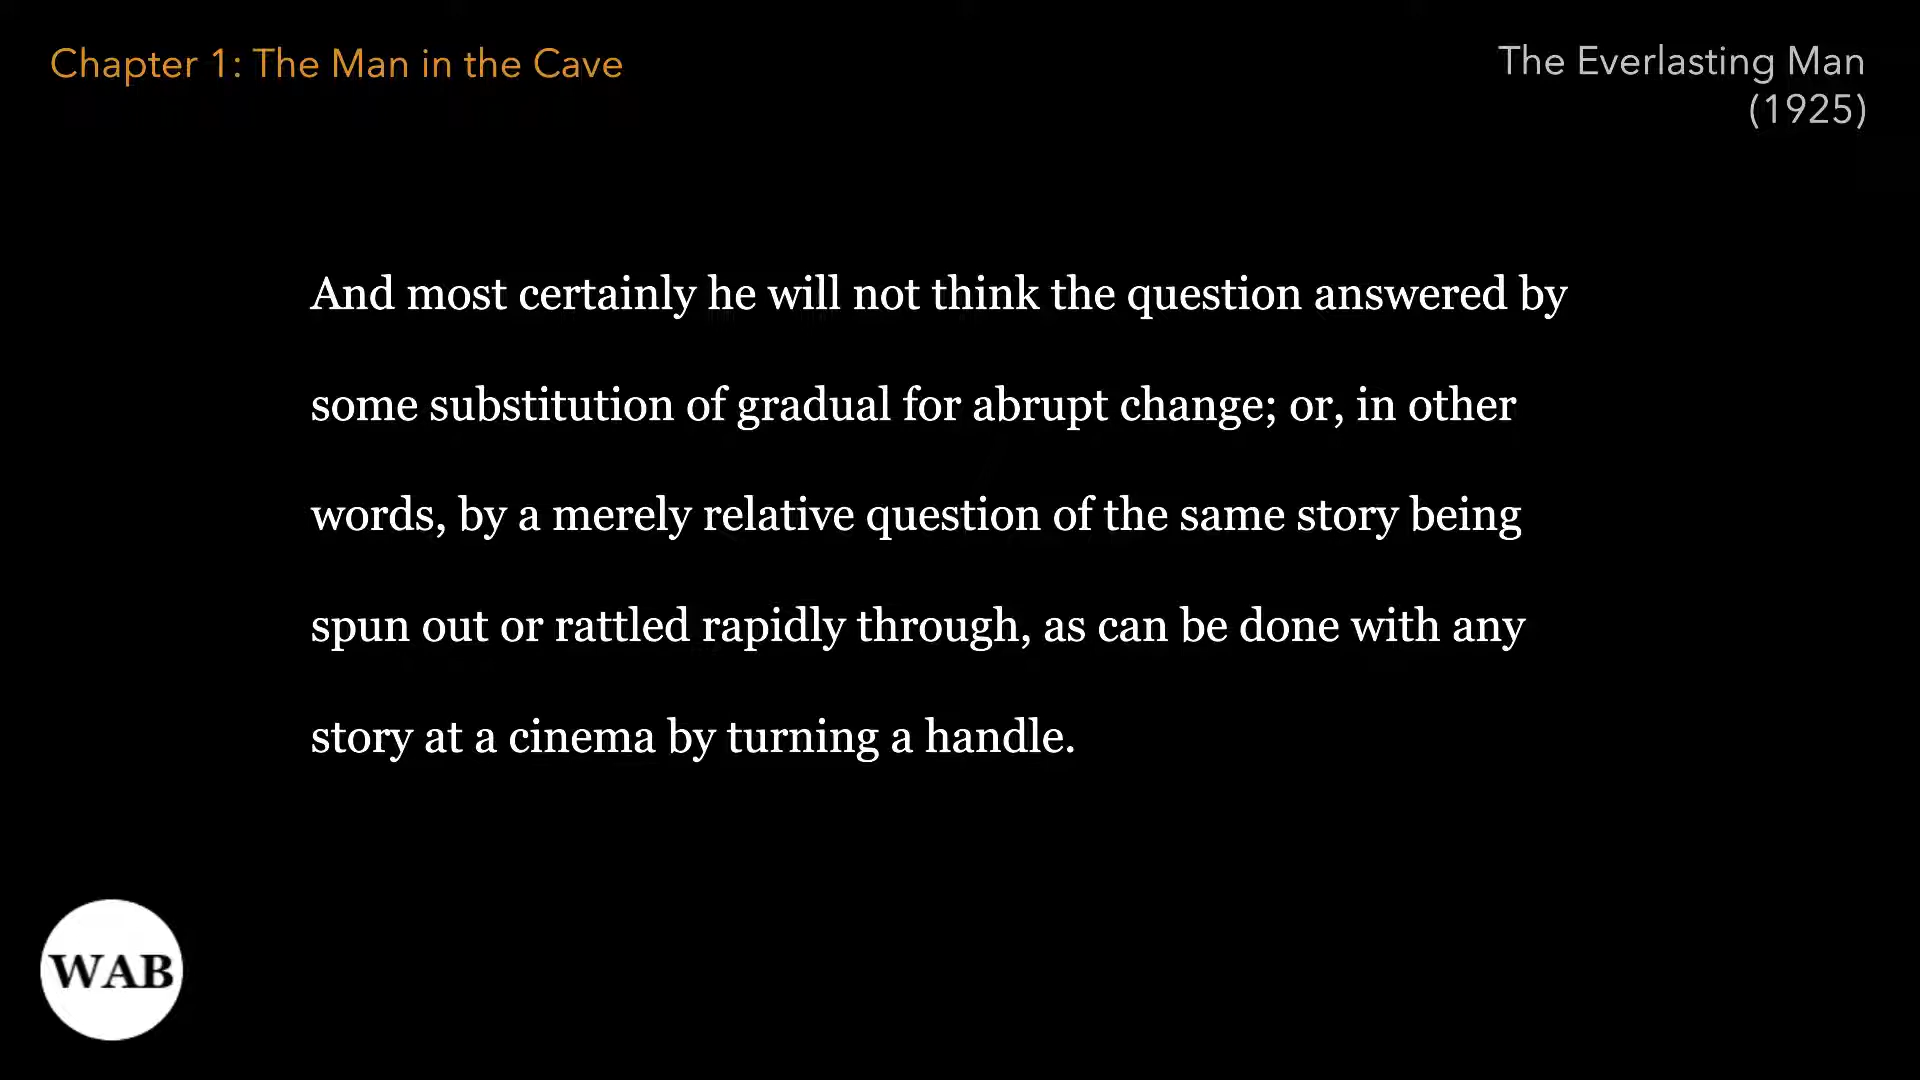 Chapter 1: The Man in the Cave
The Everlasting Man
(1925)
And most certainly he will not think the question answered by
some substitution of gradual for abrupt change; or, in other
words, by a merely relative question of the same story being
spun out or rattled rapidly through, as can be done with any
story at a cinema by turning a handle.
WAB